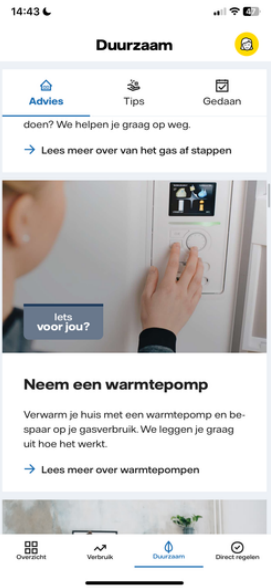 14:43
47
Duurzaam
Advies
Tips
Gedaan
doen? We helpen je graag op weg.
→ Lees meer over van het gas af stappen
Iets
voor jou?
Neem een warmtepomp
Verwarm je huis met een warmtepomp en be-
spaar op je gasverbruik. We leggen je graag
uit hoe het werkt.
→ Lees meer over warmtepompen
Overzicht
Verbruik
Duurzaam
Direct regelen